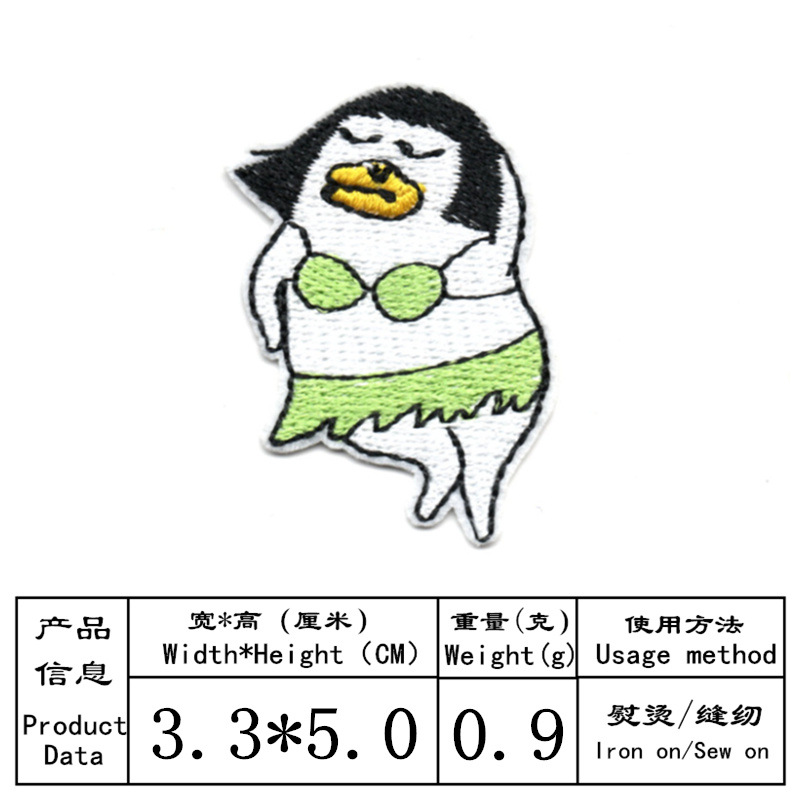 产品
信息
Product
Data
宽*高 (厘米)
Width*Height (CM)
重量(克)
Weight(g)
使用方法
Usage method
3.3*5.0
0.9
熨烫/缝纫
Iron on/Sew on